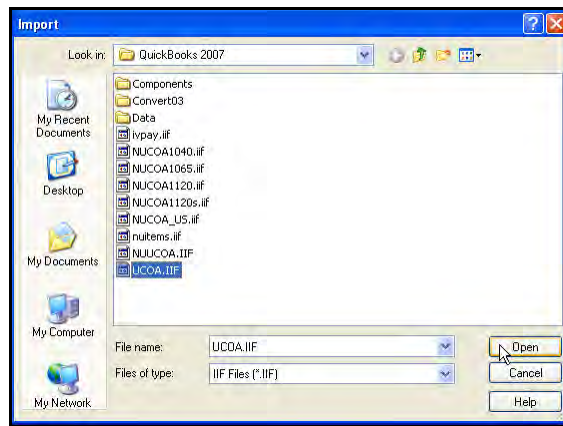 Import
Look in: QuickBooks 2007
My Recent
Documents
Desktop
My Documents
My Computer
My Network
Components
Convert03
Data
ivpay.iif
NUCOA1040.iif
NUCOA1065.iif
NUCOA1120.iif
NUCOA1120s.iif
NUCOA_US.iif
nuitems.iif
NUUCOA.IIF
UCOA.IIF
File name: UCOA.IIF Open
Files of type: IIF Files (*.IIF) Cancel
Help